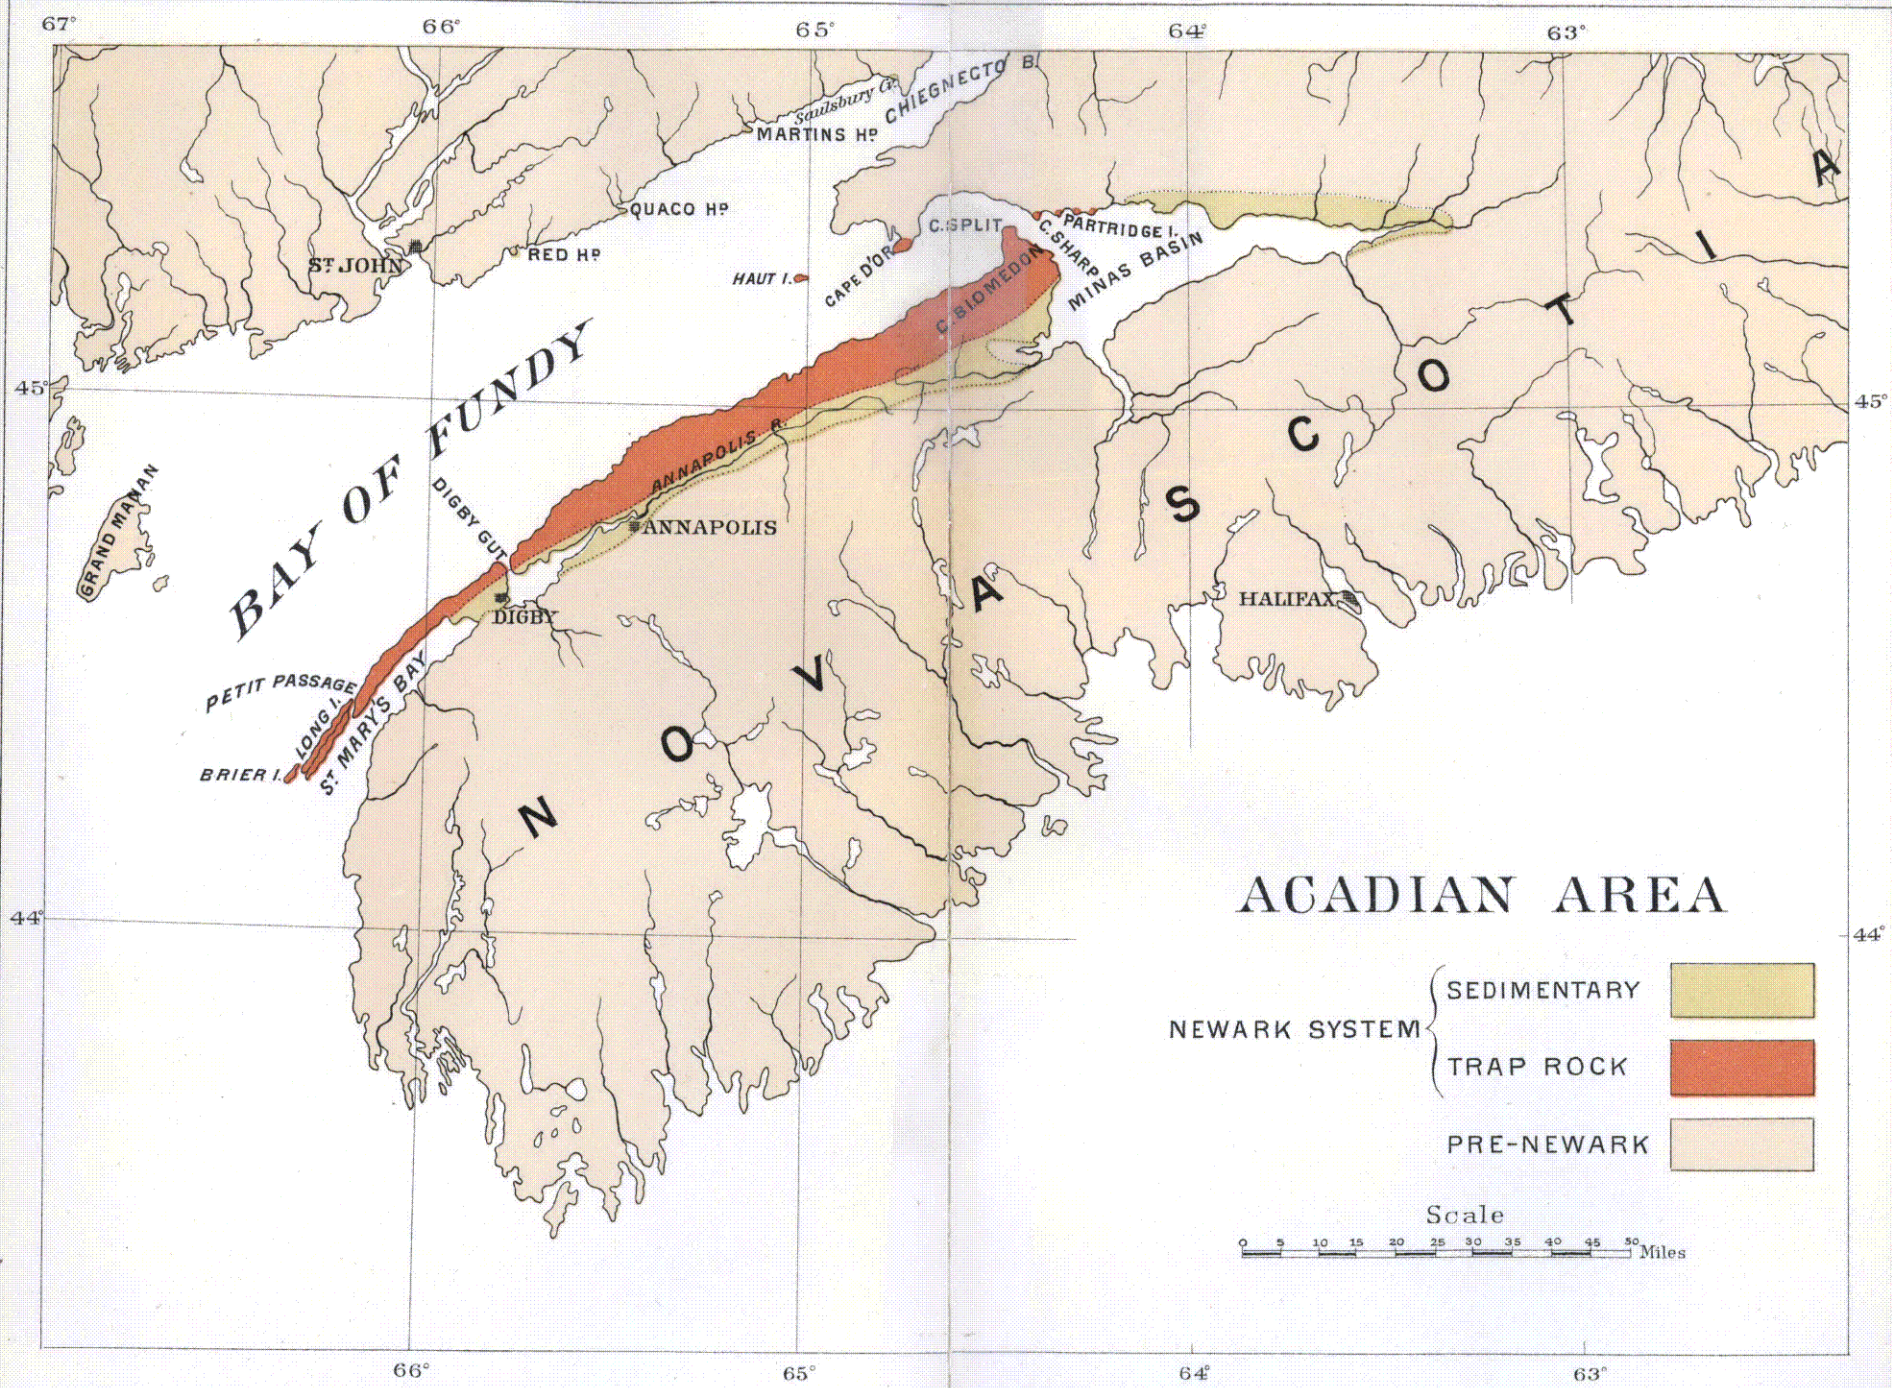 67° 66° 65° 64° 63°
CHIEGNECTO B.
Saulsbury Cr.
MARTINS HD
QUACO HD
RED HD
ST. JOHN
HAUT I.
CAPE D'OR
C. SPLIT
PARTRIDGE I.
C. SHARP
MINAS BASIN
C. BLOMEDON
45° 45°
BAY OF FUNDY
GRAND MANAN
ANNAPOLIS R.
DIGBY GUT
ANNAPOLIS
DIGBY
HALIFAX
PETIT PASSAGE
LONG I.
ST. MARY'S BAY
BRIER I.
NOVA SCOTIA
44° 44°
ACADIAN AREA
NEWARK SYSTEM
SEDIMENTARY
TRAP ROCK
PRE-NEWARK
Scale
0 5 10 15 20 25 30 35 40 45 50 Miles
66° 65° 64° 63°